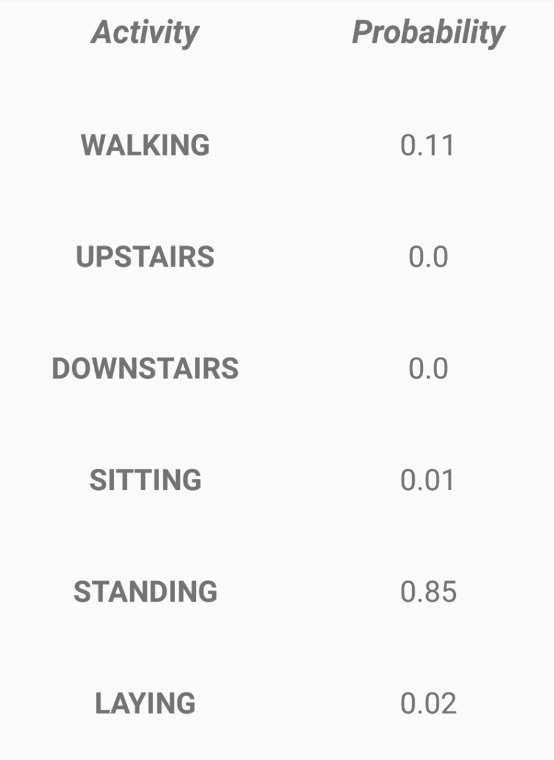 Activity Probability
WALKING 0.11
UPSTAIRS 0.0
DOWNSTAIRS 0.0
SITTING 0.01
STANDING 0.85
LAYING 0.02